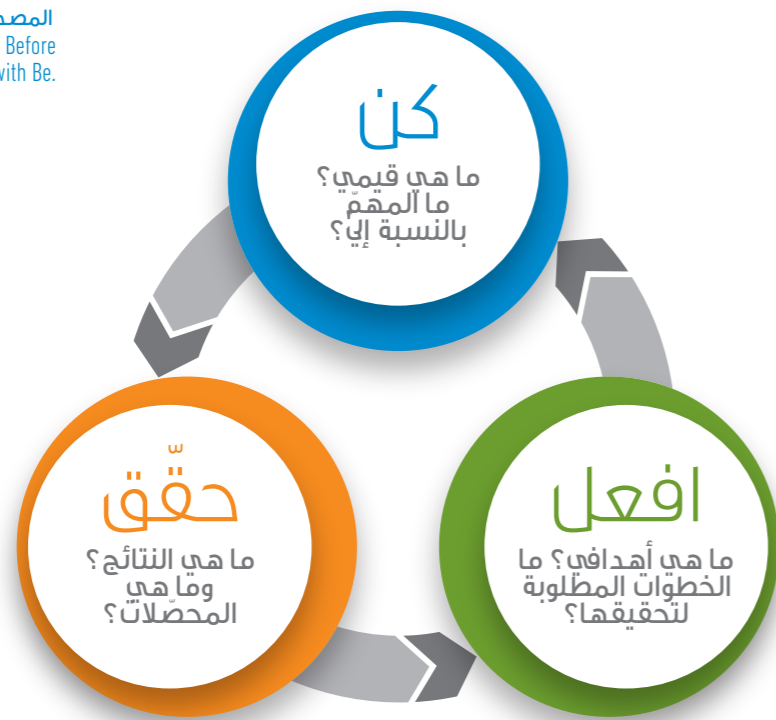 Before
with Be.
كن
ما هي قيمي؟
ما المهمّ
بالنسبة إلي؟
حقّق
ما هي النتائج؟
وما هي
المحصّلات؟
افعل
ما هي أهدافي؟ ما
الخطوات المطلوبة
لتحقيقها؟